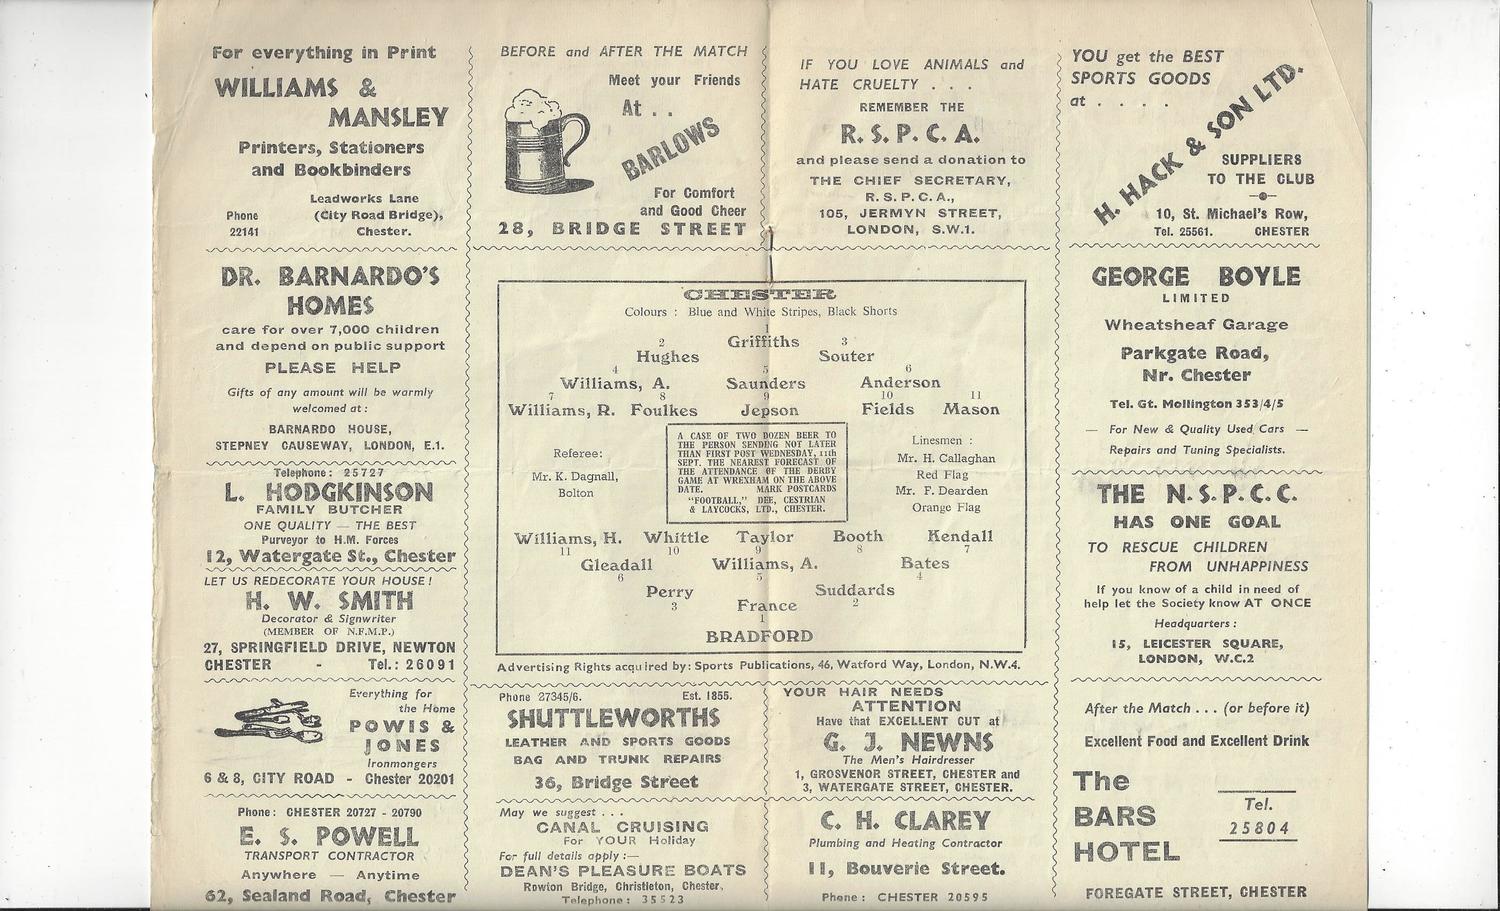 For everything in Print
WILLIAMS &
MANSLEY
Printers, Stationers
and Bookbinders
Leadworks Lane
Phone (City Road Bridge),
22141 Chester.
DR. BARNARDO'S
HOMES
care for over 7,000 children
and depend on public support
PLEASE HELP
Gifts of any amount will be warmly
welcomed at :
BARNARDO HOUSE,
STEPNEY CAUSEWAY, LONDON, E.1.
Telephone : 25727
L. HODGKINSON
FAMILY BUTCHER
ONE QUALITY — THE BEST
Purveyor to H.M. Forces
12, Watergate St., Chester
LET US REDECORATE YOUR HOUSE !
H. W. SMITH
Decorator & Signwriter
(MEMBER OF N.F.M.P.)
27, SPRINGFIELD DRIVE, NEWTON
CHESTER - Tel.: 26091
Everything for
the Home
POWIS &
JONES
Ironmongers
6 & 8, CITY ROAD - Chester 20201
Phone: CHESTER 20727 - 20790
E. S. POWELL
TRANSPORT CONTRACTOR
Anywhere — Anytime
62, Sealand Road, Chester
BEFORE and AFTER THE MATCH
Meet your Friends
At . .
BARLOWS
For Comfort
and Good Cheer
28, BRIDGE STREET
IF YOU LOVE ANIMALS and
HATE CRUELTY . . .
REMEMBER THE
R. S. P. C. A.
and please send a donation to
THE CHIEF SECRETARY,
R. S. P. C. A.,
105, JERMYN STREET,
LONDON, S.W.1.
CHESTER
Colours : Blue and White Stripes, Black Shorts
1
Griffiths
2 3
Hughes Souter
4 5 6
Williams, A. Saunders Anderson
7 8 9 10 11
Williams, R. Foulkes Jepson Fields Mason
Referee:
Mr. K. Dagnall,
Bolton
A CASE OF TWO DOZEN BEER TO
THE PERSON SENDING NOT LATER
THAN FIRST POST WEDNESDAY, 11th
SEPT. THE NEAREST FORECAST OF
THE ATTENDANCE OF THE DERBY
GAME AT WREXHAM ON THE ABOVE
DATE. MARK POSTCARDS
"FOOTBALL," DEE, CESTRIAN
& LAYCOCKS, LTD., CHESTER.
Linesmen :
Mr. H. Callaghan
Red Flag
Mr. F. Dearden
Orange Flag
Williams, H. Whittle Taylor Booth Kendall
11 10 9 8 7
Gleadall Williams, A. Bates
6 5 4
Perry Suddards
3 2
France
1
BRADFORD
Advertising Rights acquired by: Sports Publications, 46, Watford Way, London, N.W.4.
Phone 27345/6. Est. 1855.
SHUTTLEWORTHS
LEATHER AND SPORTS GOODS
BAG AND TRUNK REPAIRS
36, Bridge Street
YOUR HAIR NEEDS
ATTENTION
Have that EXCELLENT CUT at
G. J. NEWNS
The Men's Hairdresser
1, GROSVENOR STREET, CHESTER and
3, WATERGATE STREET, CHESTER.
May we suggest . . .
CANAL CRUISING
For YOUR Holiday
For full details apply :—
DEAN'S PLEASURE BOATS
Rowton Bridge, Christleton, Chester,
Telephone : 35523
C. H. CLAREY
Plumbing and Heating Contractor
11, Bouverie Street.
Phone : CHESTER 20595
YOU get the BEST
SPORTS GOODS
at . . . .
H. HACK & SON LTD.
SUPPLIERS
TO THE CLUB
10, St. Michael's Row,
Tel. 25561. CHESTER
GEORGE BOYLE
LIMITED
Wheatsheaf Garage
Parkgate Road,
Nr. Chester
Tel. Gt. Mollington 353/4/5
— For New & Quality Used Cars —
Repairs and Tuning Specialists.
THE N.S.P.C.C.
HAS ONE GOAL
TO RESCUE CHILDREN
FROM UNHAPPINESS
If you know of a child in need of
help let the Society know AT ONCE
Headquarters :
15, LEICESTER SQUARE,
LONDON, W.C.2
After the Match . . . (or before it)
Excellent Food and Excellent Drink
The
BARS
HOTEL
Tel.
25804
FOREGATE STREET, CHESTER